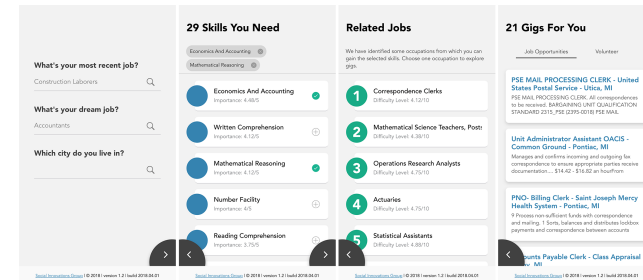 What's your most recent job?
Construction Laborers
What's your dream job?
Accountants
Which city do you live in?
Social Innovations Group | © 2018 | version 1.2 | build 2018.04.01
29 Skills You Need
Economics And Accounting
Mathematical Reasoning
Economics And Accounting
Importance: 4.48/5
Written Comprehension
Importance: 4.12/5
Mathematical Reasoning
Importance: 4.12/5
Number Facility
Importance: 4/5
Reading Comprehension
Importance: 3.75/5
Social Innovations Group | © 2018 | version 1.2 | build 2018.04.01
Related Jobs
We have identified some occupations from which you can
gain the selected skills. Choose one occupation to explore
gigs.
1
Correspondence Clerks
Difficulty Level: 4.12/10
2
Mathematical Science Teachers, Posts
Difficulty Level: 4.38/10
3
Operations Research Analysts
Difficulty Level: 4.75/10
4
Actuaries
Difficulty Level: 4.75/10
5
Statistical Assistants
Difficulty Level: 4.88/10
Social Innovations Group | © 2018 | version 1.2 | build 2018.04.01
21 Gigs For You
Job Opportunities
Volunteer
PSE MAIL PROCESSING CLERK - United
States Postal Service - Utica, MI
PSE MAIL PROCESSING CLERK. All correspondences
to be received. BARGAINING UNIT QUALIFICATION
STANDARD 2315_PSE (2395-0018) PSE MAIL
Unit Administrator Assistant OACIS -
Common Ground - Pontiac, MI
Manages and confirms incoming and outgoing fax
correspondence to ensure appropriate parties receive
documentation.... $14.42 - $16.82 an hourfrom
PNO- Billing Clerk - Saint Joseph Mercy
Health System - Pontiac, MI
9 Process non-sufficient funds with correspondence
and mailing. 1 Sorts, balances and distributes lockbox
payments and correspondence between accounts
ounts Payable Clerk - Class Appraisal
MI
Social Innovations Group | © 2018 | version 1.2 | build 2018.04.01